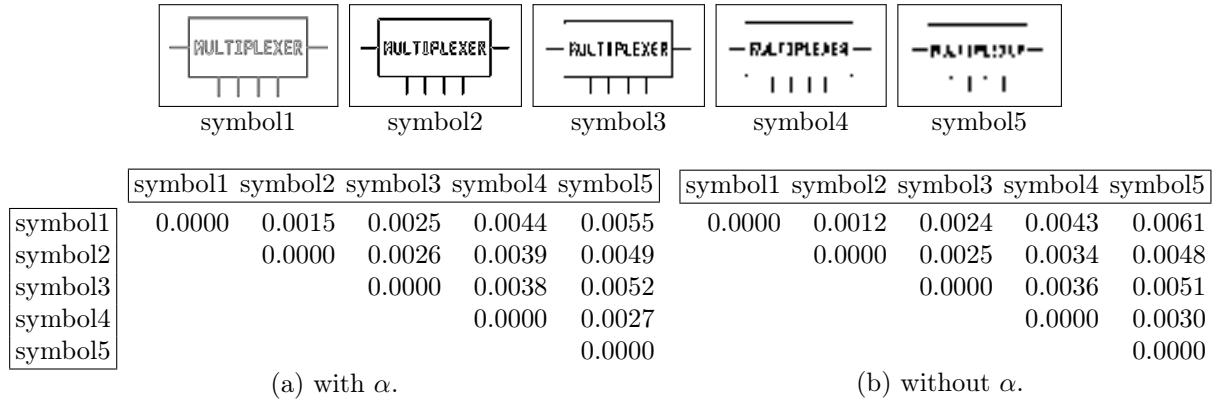 MULTIPLEXER MULTIPLEXER MULTIPLEXER MULTIPLEXER
symbol1 symbol2 symbol3 symbol4 symbol5
symbol1 symbol2 symbol3 symbol4 symbol5 symbol1 symbol2 symbol3 symbol4 symbol5
symbol1 0.0000 0.0015 0.0025 0.0044 0.0055 0.0000 0.0012 0.0024 0.0043 0.0061
symbol2 0.0000 0.0026 0.0039 0.0049 0.0000 0.0025 0.0034 0.0048
symbol3 0.0000 0.0038 0.0052 0.0000 0.0036 0.0051
symbol4 0.0000 0.0027 0.0000 0.0030
symbol5 0.0000 0.0000
(a) with α. (b) without α.